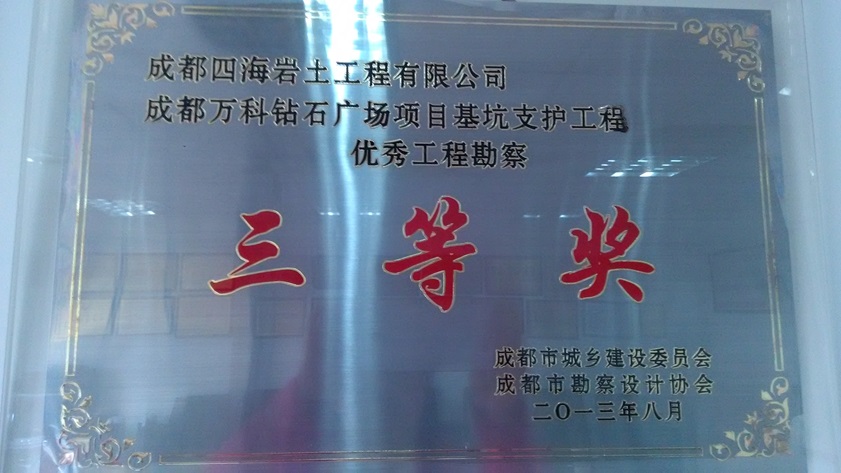 成都四海岩土工程有限公司
成都万科钻石广场项目基坑支护工程
优秀工程勘察
三等奖
成都市城乡建设委员会
成都市勘察设计协会
二〇一三年八月